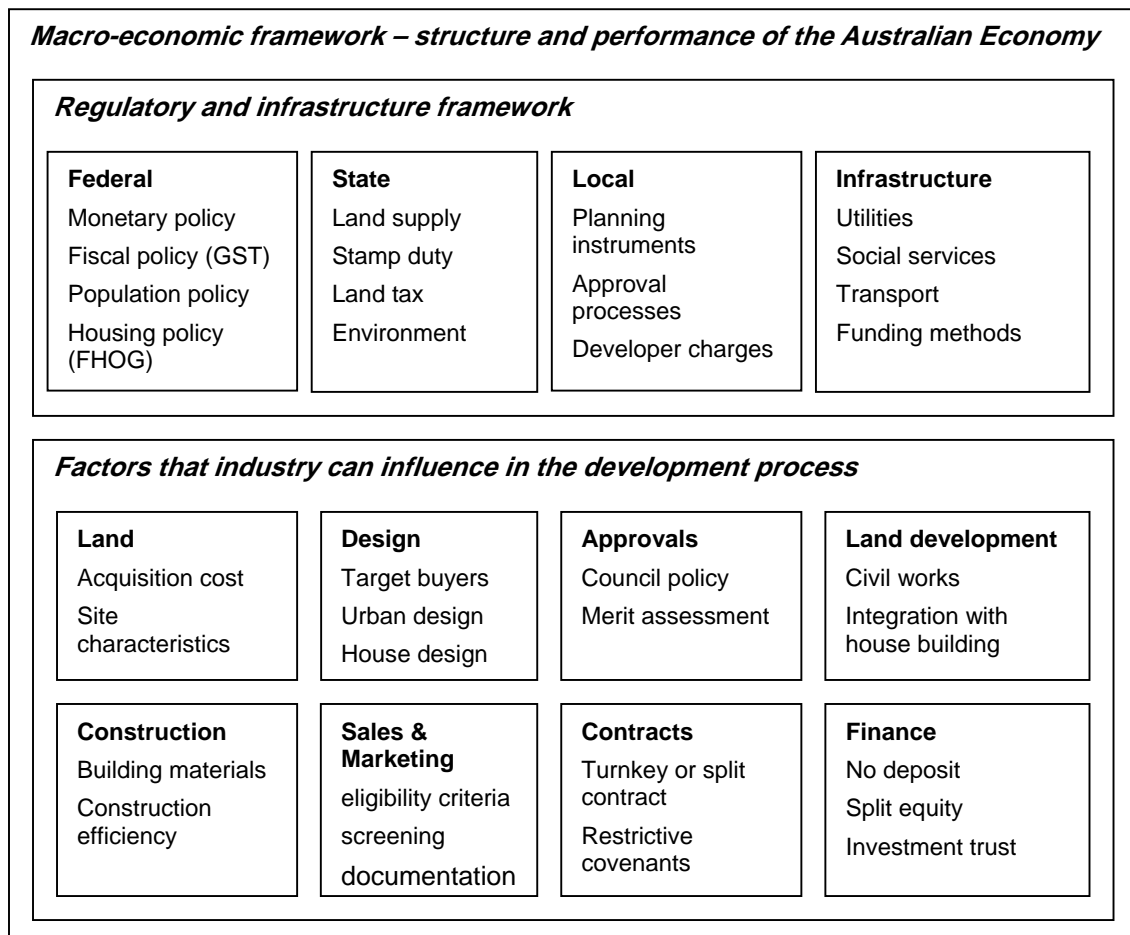 Macro-economic framework – structure and performance of the Australian Economy
Regulatory and infrastructure framework
Federal
Monetary policy
Fiscal policy (GST)
Population policy
Housing policy
(FHOG)
State
Land supply
Stamp duty
Land tax
Environment
Local
Planning
instruments
Approval
processes
Developer charges
Infrastructure
Utilities
Social services
Transport
Funding methods
Factors that industry can influence in the development process
Land
Acquisition cost
Site
characteristics
Design
Target buyers
Urban design
House design
Approvals
Council policy
Merit assessment
Land development
Civil works
Integration with
house building
Construction
Building materials
Construction
efficiency
Sales &
Marketing
eligibility criteria
screening
documentation
Contracts
Turnkey or split
contract
Restrictive
covenants
Finance
No deposit
Split equity
Investment trust